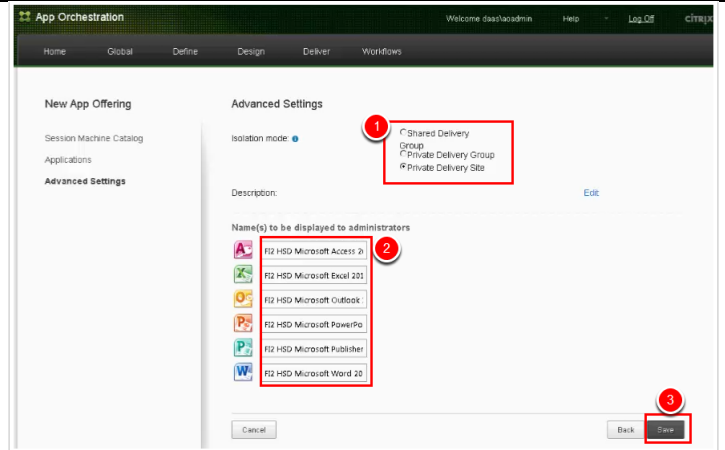 App Orchestration
Welcome daas\aoadmin Help Log Off CİTRIX
Home Global Define Design Deliver Workflows
New App Offering
Session Machine Catalog
Applications
Advanced Settings
Advanced Settings
Isolation mode:
1
Shared Delivery
Group
Private Delivery Group
Private Delivery Site
Description: Edit
Name(s) to be displayed to administrators
2
FI2 HSD Microsoft Access 2
FI2 HSD Microsoft Excel 201
FI2 HSD Microsoft Outlook
FI2 HSD Microsoft PowerPo
FI2 HSD Microsoft Publisher
FI2 HSD Microsoft Word 20
3
Cancel Back Save